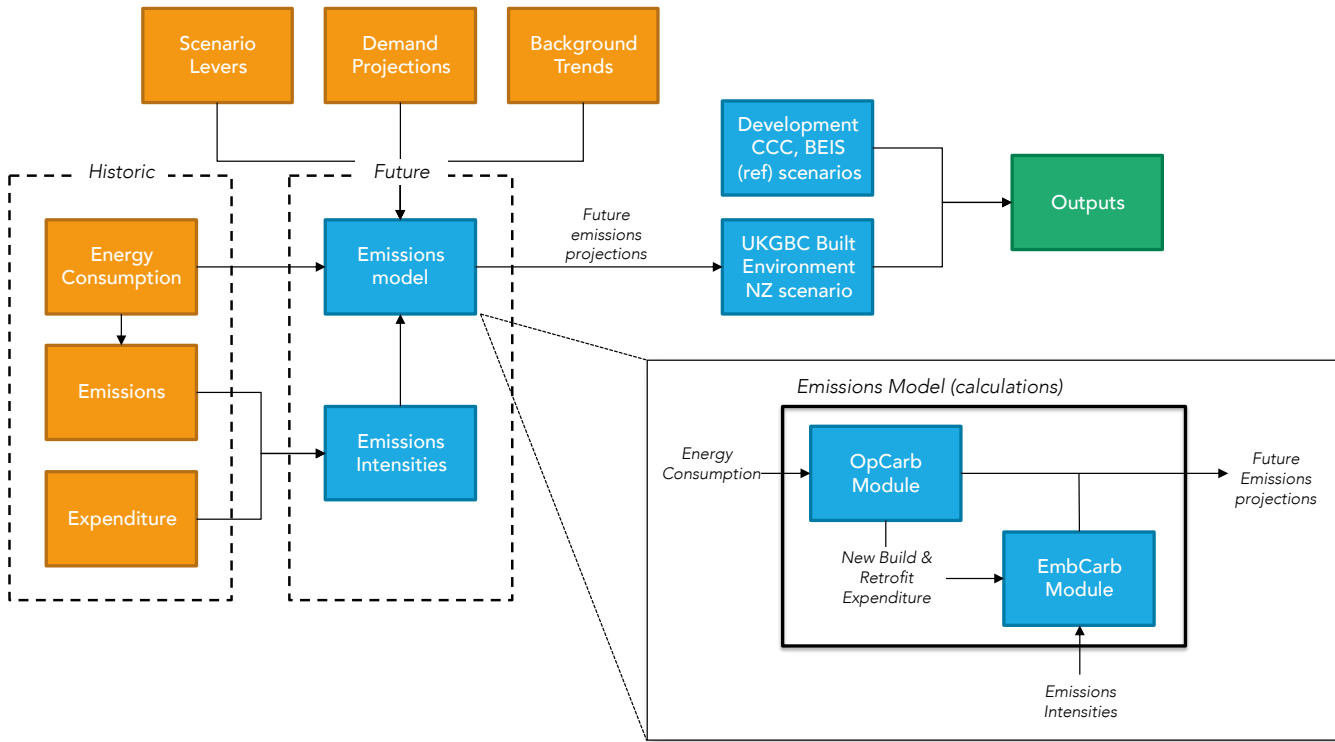 Scenario
Levers
Demand
Projections
Background
Trends
Historic
Future
Energy
Consumption
Emissions
Expenditure
Emissions
model
Emissions
Intensities
Future
emissions
projections
Development
CCC, BEIS
(ref) scenarios
UKGBC Built
Environment
NZ scenario
Outputs
Emissions Model (calculations)
Energy
Consumption
OpCarb
Module
New Build &
Retrofit
Expenditure
EmbCarb
Module
Future
Emissions
projections
Emissions
Intensities